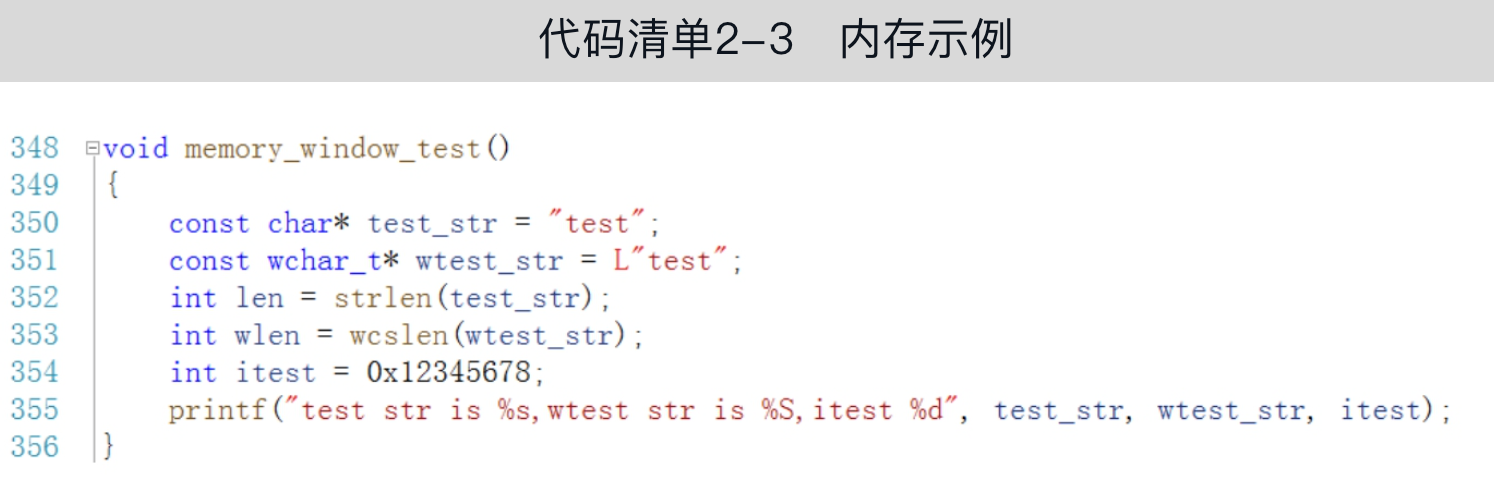 代码清单2-3 内存示例
348 void memory_window_test()
349 {
350 const char* test_str = "test";
351 const wchar_t* wtest_str = L"test";
352 int len = strlen(test_str);
353 int wlen = wcslen(wtest_str);
354 int itest = 0x12345678;
355 printf("test str is %s,wtest str is %S,itest %d", test_str, wtest_str, itest);
356 }